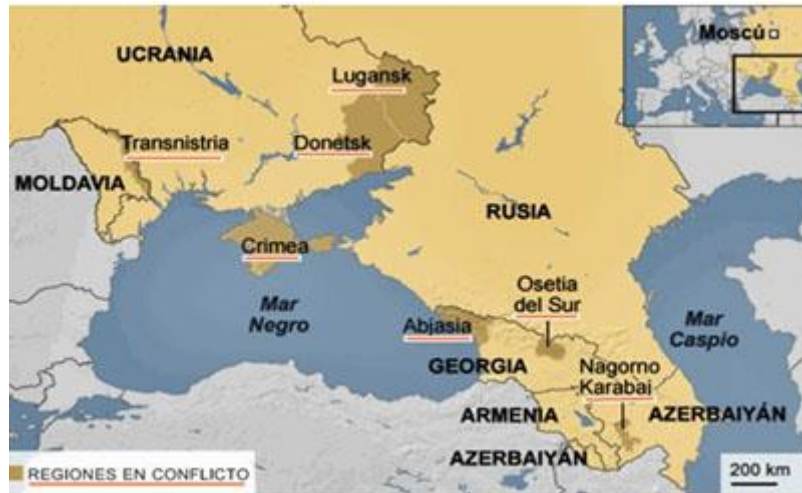 Moscú
UCRANIA
Lugansk
Transnistria
Donetsk
MOLDAVIA
RUSIA
Crimea
Osetia
del Sur
Mar
Negro
Abjasia
Mar
Caspio
GEORGIA
Nagorno
Karabaj
ARMENIA
AZERBAIYÁN
AZERBAIYÁN
REGIONES EN CONFLICTO
200 km